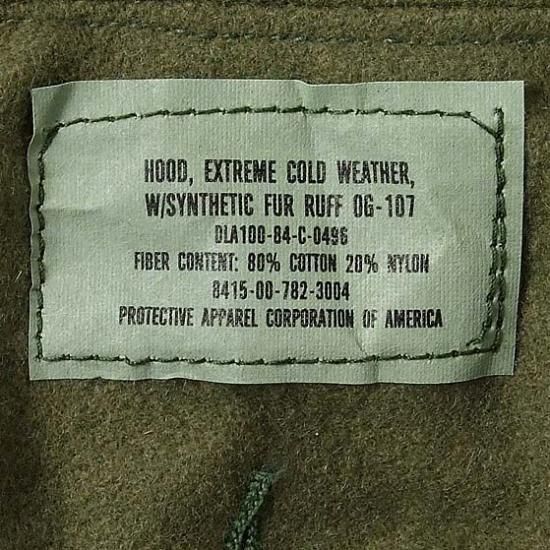 HOOD, EXTREME COLD WEATHER,
W/SYNTHETIC FUR RUFF OG-107
DLA100-84-C-0496
FIBER CONTENT: 80% COTTON 20% NYLON
8415-00-782-3004
PROTECTIVE APPAREL CORPORATION OF AMERICA